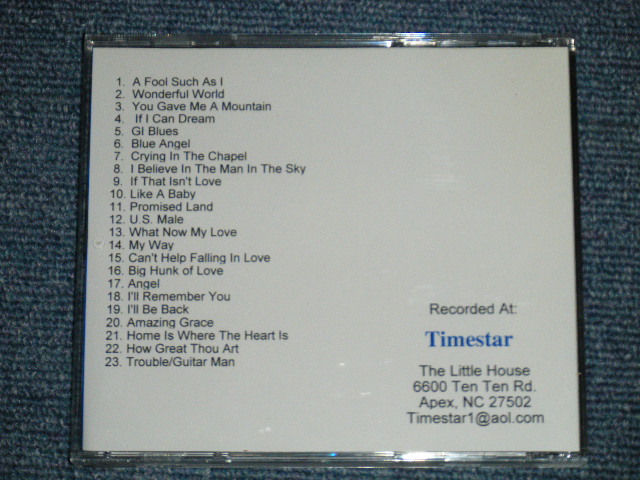 1. A Fool Such As I
2. Wonderful World
3. You Gave Me A Mountain
4. If I Can Dream
5. GI Blues
6. Blue Angel
7. Crying In The Chapel
8. I Believe In The Man In The Sky
9. If That Isn't Love
10. Like A Baby
11. Promised Land
12. U.S. Male
13. What Now My Love
14. My Way
15. Can't Help Falling In Love
16. Big Hunk of Love
17. Angel
18. I'll Remember You
19. I'll Be Back
20. Amazing Grace
21. Home Is Where The Heart Is
22. How Great Thou Art
23. Trouble/Guitar Man
Recorded At:
Timestar
The Little House
6600 Ten Ten Rd.
Apex, NC 27502
Timestar1@aol.com